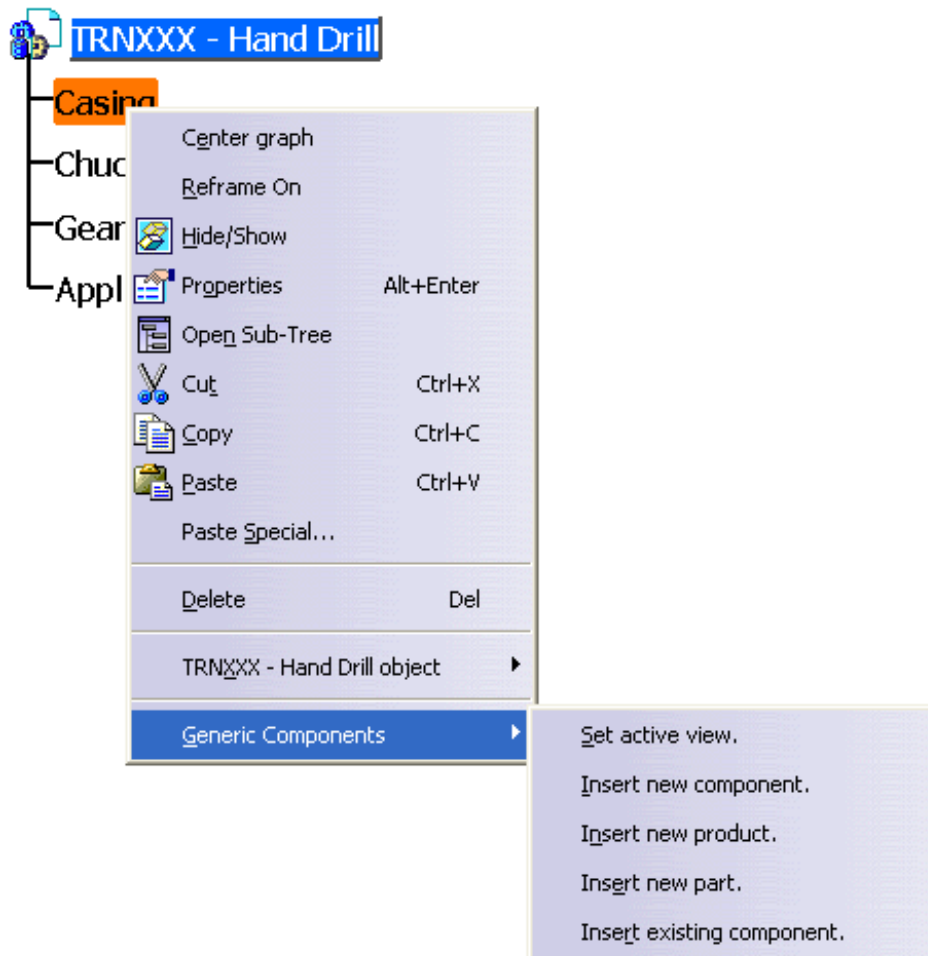 TRNXXX - Hand Drill
Casing
Chuc
Gear
Appl
Center graph
Reframe On
Hide/Show
Properties Alt+Enter
Open Sub-Tree
Cut Ctrl+X
Copy Ctrl+C
Paste Ctrl+V
Paste Special...
Delete Del
TRNXXX - Hand Drill object
Generic Components
Set active view.
Insert new component.
Insert new product.
Insert new part.
Insert existing component.